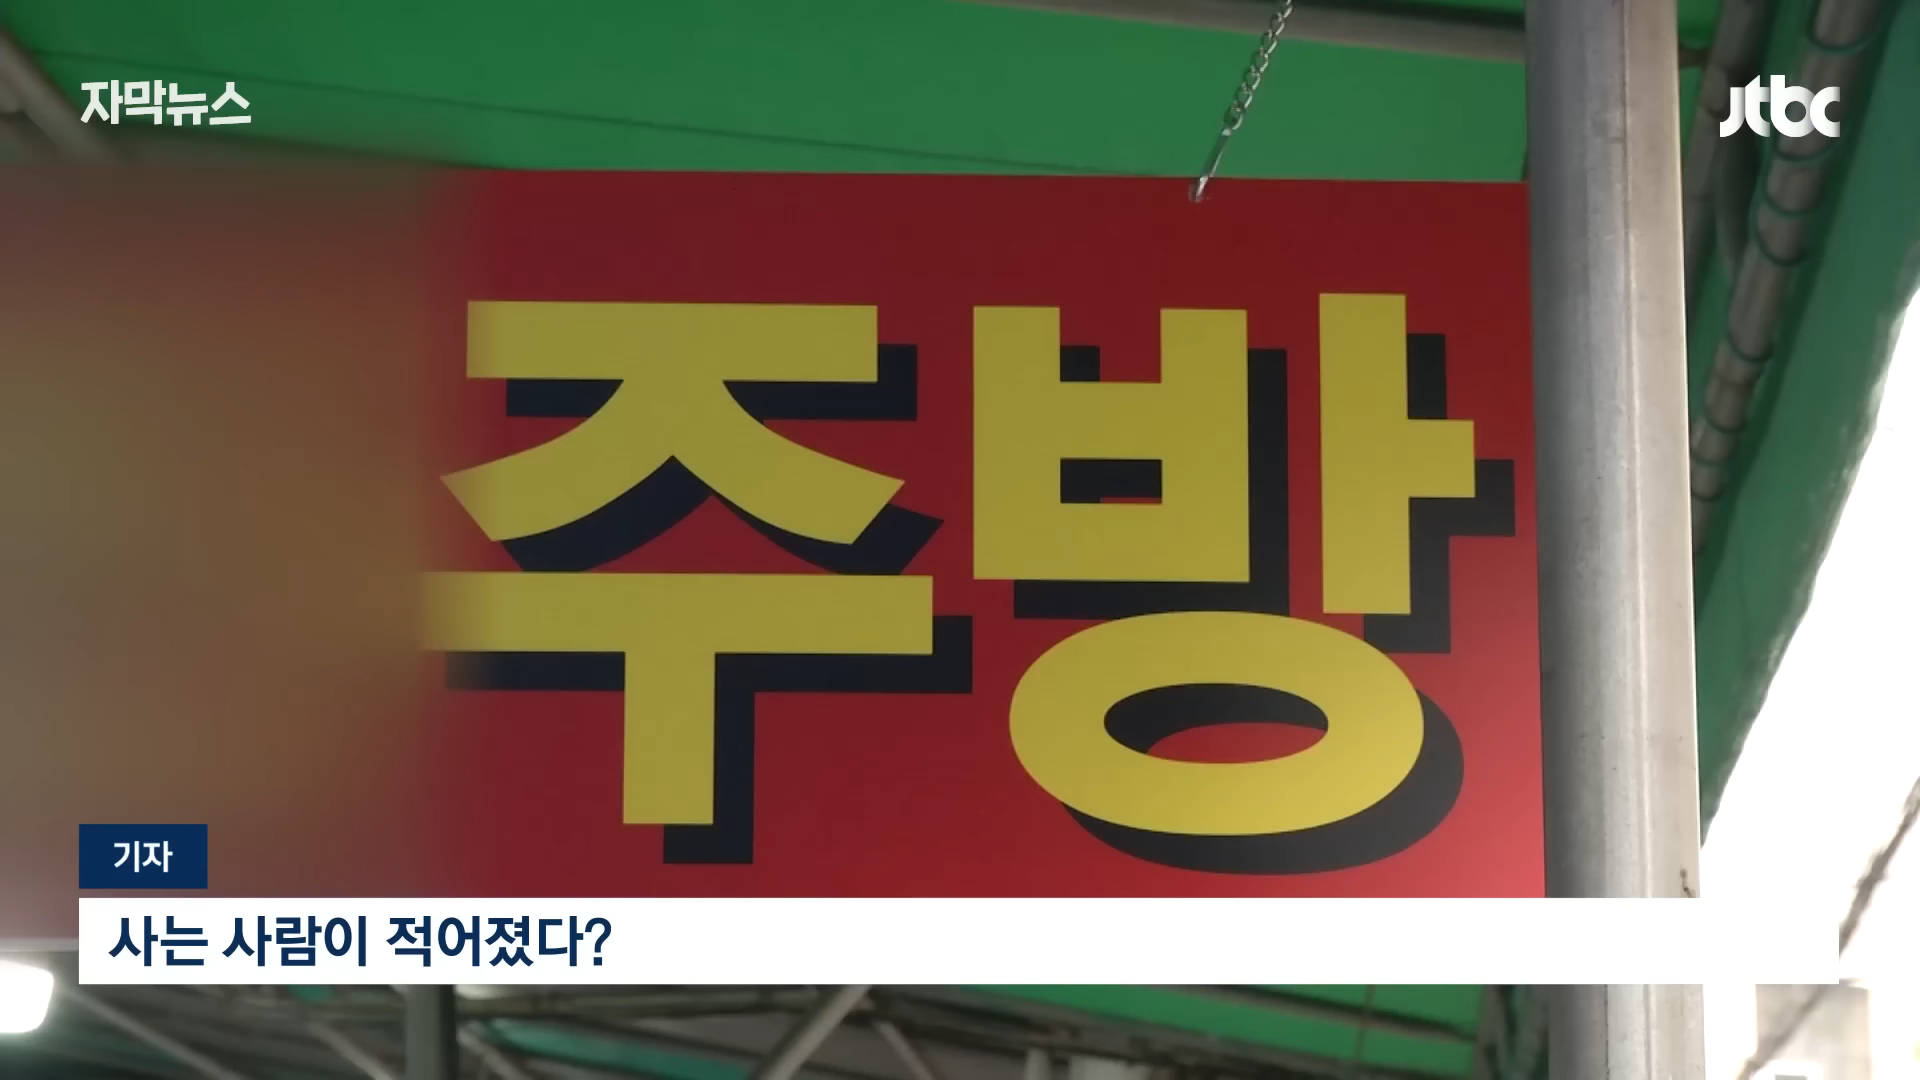 자막뉴스
jtbc
주방
기자
사는 사람이 적어졌다?